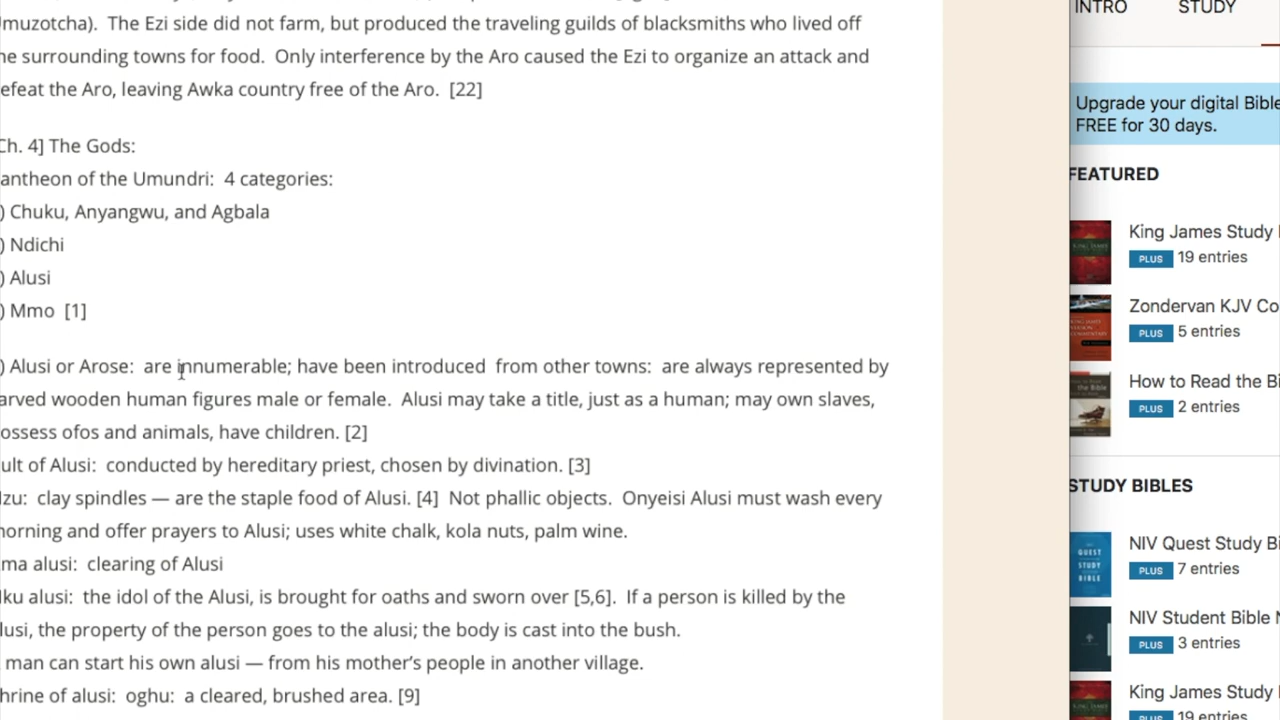 Umuzotcha).  The Ezi side did not farm, but produced the traveling guilds of blacksmiths who lived off
he surrounding towns for food.  Only interference by the Aro caused the Ezi to organize an attack and
efeat the Aro, leaving Awka country free of the Aro.  [22]
Ch. 4] The Gods:
antheon of the Umundri:  4 categories:
) Chuku, Anyangwu, and Agbala
) Ndichi
) Alusi
) Mmo  [1]
) Alusi or Arose:  are innumerable; have been introduced  from other towns:  are always represented by
arved wooden human figures male or female.  Alusi may take a title, just as a human; may own slaves,
ossess ofos and animals, have children. [2]
ult of Alusi:  conducted by hereditary priest, chosen by divination. [3]
zu:  clay spindles — are the staple food of Alusi. [4]  Not phallic objects.  Onyeisi Alusi must wash every
orning and offer prayers to Alusi; uses white chalk, kola nuts, palm wine.
ma alusi:  clearing of Alusi
ku alusi:  the idol of the Alusi, is brought for oaths and sworn over [5,6].  If a person is killed by the
lusi, the property of the person goes to the alusi; the body is cast into the bush.
man can start his own alusi — from his mother's people in another village.
hrine of alusi:  oghu:  a cleared, brushed area. [9]
INTRO STUDY
Upgrade your digital Bible
FREE for 30 days.
FEATURED
King James Study
PLUS 19 entries
Zondervan KJV Co
PLUS 5 entries
How to Read the Bi
PLUS 2 entries
STUDY BIBLES
QUEST
STUDY
BIBLE
NIV Quest Study Bi
PLUS 7 entries
NIV Student Bible N
PLUS 3 entries
King James Study
PLUS 19 entries